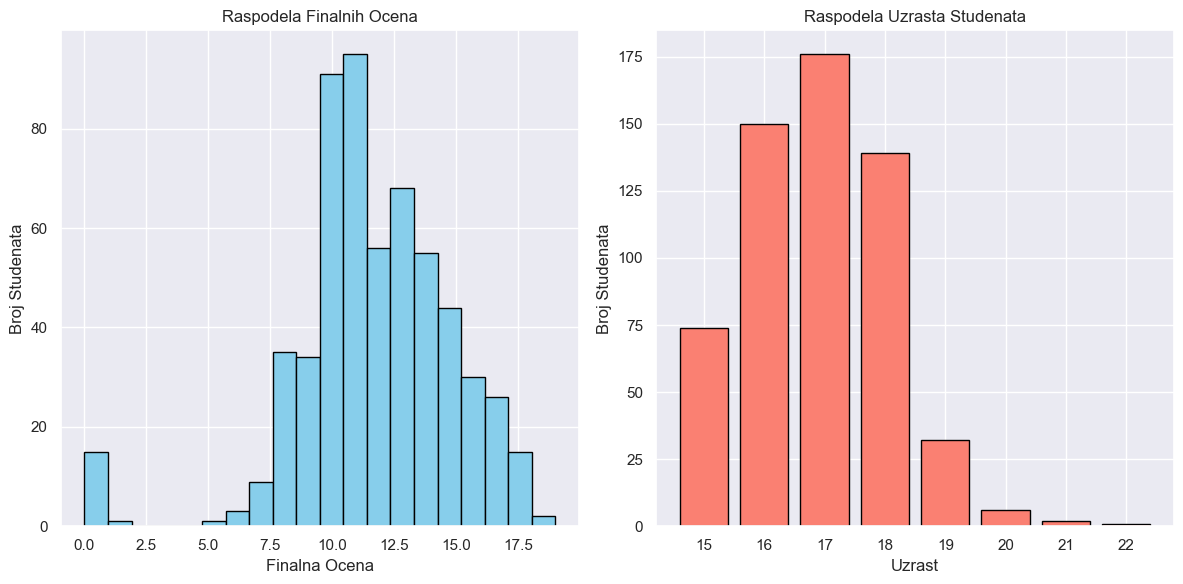 Raspodela Finalnih Ocena
Broj Studenata
80
60
40
20
0
0.0 2.5 5.0 7.5 10.0 12.5 15.0 17.5
Finalna Ocena
Raspodela Uzrasta Studenata
Broj Studenata
175
150
125
100
75
50
25
0
15 16 17 18 19 20 21 22
Uzrast